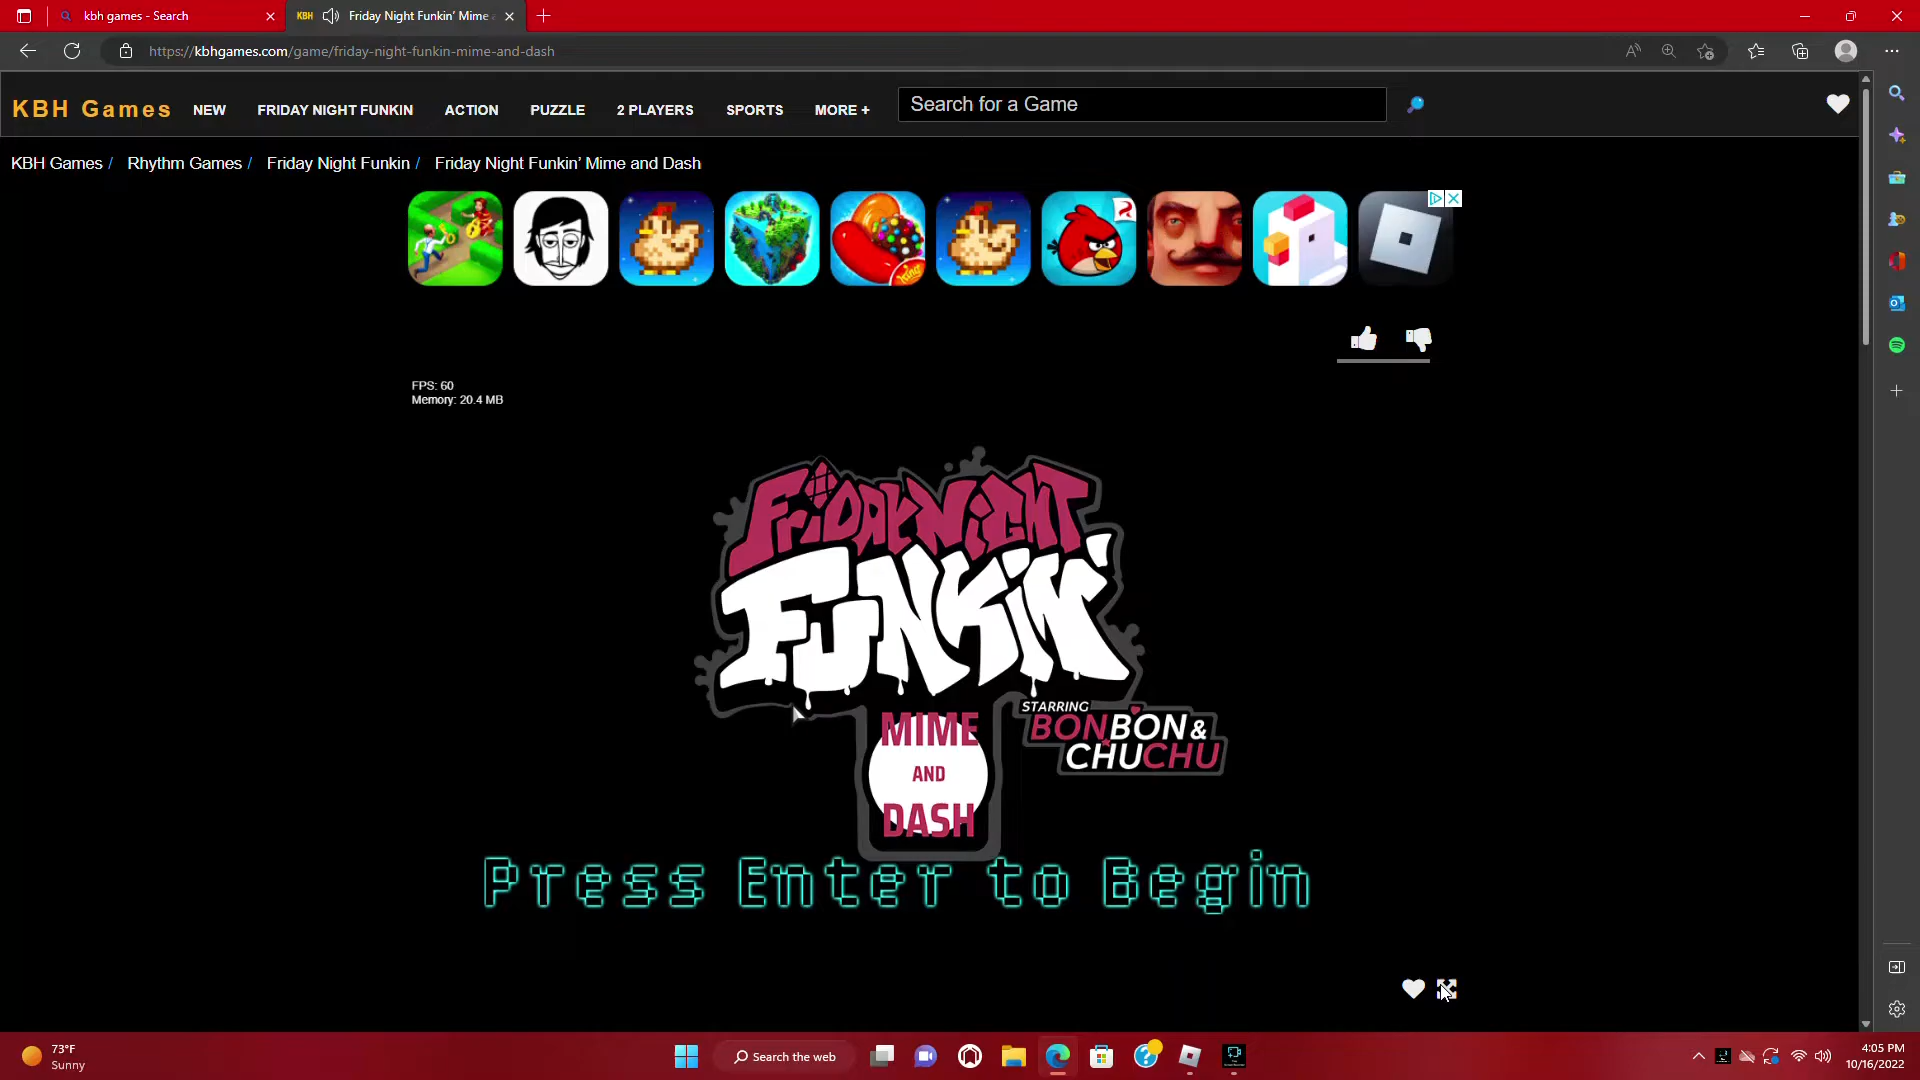 kbh games - Search
KBH
Friday Night Funkin' Mime a
https://kbhgames.com/game/friday-night-funkin-mime-and-dash
KBH Games
NEW
FRIDAY NIGHT FUNKIN
ACTION
PUZZLE
2 PLAYERS
SPORTS
MORE +
Search for a Game
KBH Games / Rhythm Games / Friday Night Funkin / Friday Night Funkin' Mime and Dash
King
FPS: 60
Memory: 20.4 MB
FRIDAY NIGHT
FUNKIN'
STARRING
BONBON &
CHUCHU
MIME
AND
DASH
Press Enter to Begin
73°F
Sunny
Search the web
4:05 PM
10/16/2022